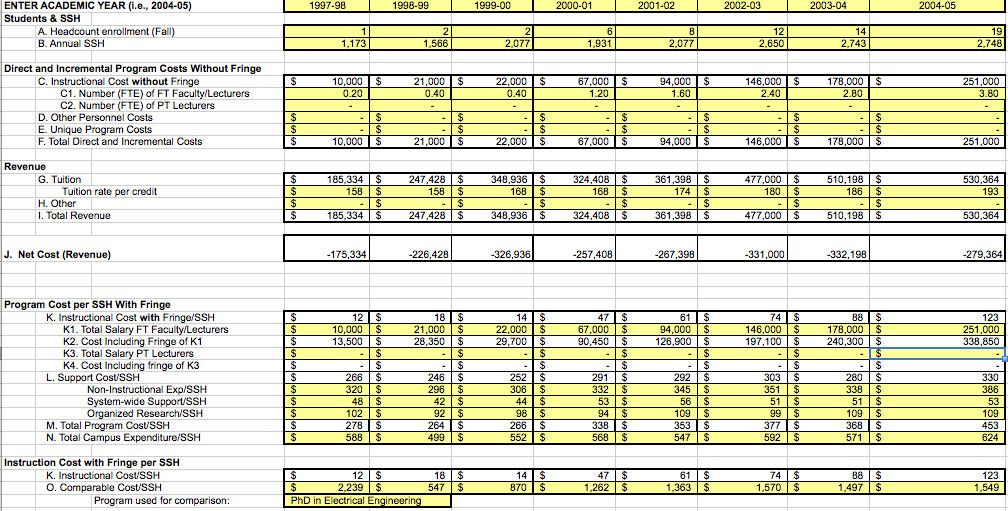 ENTER ACADEMIC YEAR (i.e., 2004-05) 1997-98 1998-99 1999-00 2000-01 2001-02 2002-03 2003-04 2004-05
Students & SSH
A. Headcount enrollment (Fall) 1 2 2 6 8 12 14 19
B. Annual SSH 1,173 1,566 2,077 1,931 2,077 2,650 2,743 2,748
Direct and Incremental Program Costs Without Fringe
C. Instructional Cost without Fringe $ 10,000 $ 21,000 $ 22,000 $ 67,000 $ 94,000 $ 146,000 $ 178,000 $ 251,000
C1. Number (FTE) of FT Faculty/Lecturers 0.20 0.40 0.40 1.20 1.60 2.40 2.80 3.80
C2. Number (FTE) of PT Lecturers - - - - - - - -
D. Other Personnel Costs $ - $ - $ - $ - $ - $ - $ - $ -
E. Unique Program Costs $ - $ - $ - $ - $ - $ - $ - $ -
F. Total Direct and Incremental Costs $ 10,000 $ 21,000 $ 22,000 $ 67,000 $ 94,000 $ 146,000 $ 178,000 $ 251,000
Revenue
G. Tuition $ 185,334 $ 247,428 $ 348,936 $ 324,408 $ 361,398 $ 477,000 $ 510,198 $ 530,364
Tuition rate per credit $ 158 $ 158 $ 168 $ 168 $ 174 $ 180 $ 186 $ 193
H. Other $ - $ - $ - $ - $ - $ - $ - $ -
I. Total Revenue $ 185,334 $ 247,428 $ 348,936 $ 324,408 $ 361,398 $ 477,000 $ 510,198 $ 530,364
J. Net Cost (Revenue) -175,334 -226,428 -326,936 -257,408 -267,398 -331,000 -332,198 -279,364
Program Cost per SSH With Fringe
K. Instructional Cost with Fringe/SSH $ 12 $ 18 $ 14 $ 47 $ 61 $ 74 $ 88 $ 123
K1. Total Salary FT Faculty/Lecturers $ 10,000 $ 21,000 $ 22,000 $ 67,000 $ 94,000 $ 146,000 $ 178,000 $ 251,000
K2. Cost Including Fringe of K1 $ 13,500 $ 28,350 $ 29,700 $ 90,450 $ 126,900 $ 197,100 $ 240,300 $ 338,850
K3. Total Salary PT Lecturers $ - $ - $ - $ - $ - $ - $ - $ -
K4. Cost Including fringe of K3 $ - $ - $ - $ - $ - $ - $ - $ -
L. Support Cost/SSH $ 266 $ 246 $ 252 $ 291 $ 292 $ 303 $ 280 $ 330
Non-Instructional Exp/SSH $ 320 $ 296 $ 306 $ 332 $ 345 $ 351 $ 338 $ 386
System-wide Support/SSH $ 48 $ 42 $ 44 $ 53 $ 56 $ 51 $ 51 $ 53
Organized Research/SSH $ 102 $ 92 $ 98 $ 94 $ 109 $ 99 $ 109 $ 109
M. Total Program Cost/SSH $ 278 $ 264 $ 266 $ 338 $ 353 $ 377 $ 368 $ 453
N. Total Campus Expenditure/SSH $ 588 $ 499 $ 552 $ 568 $ 547 $ 592 $ 571 $ 624
Instruction Cost with Fringe per SSH
K. Instructional Cost/SSH $ 12 $ 18 $ 14 $ 47 $ 61 $ 74 $ 88 $ 123
O. Comparable Cost/SSH $ 2,239 $ 547 $ 870 $ 1,262 $ 1,363 $ 1,570 $ 1,497 $ 1,549
Program used for comparison: PhD in Electrical Engineering